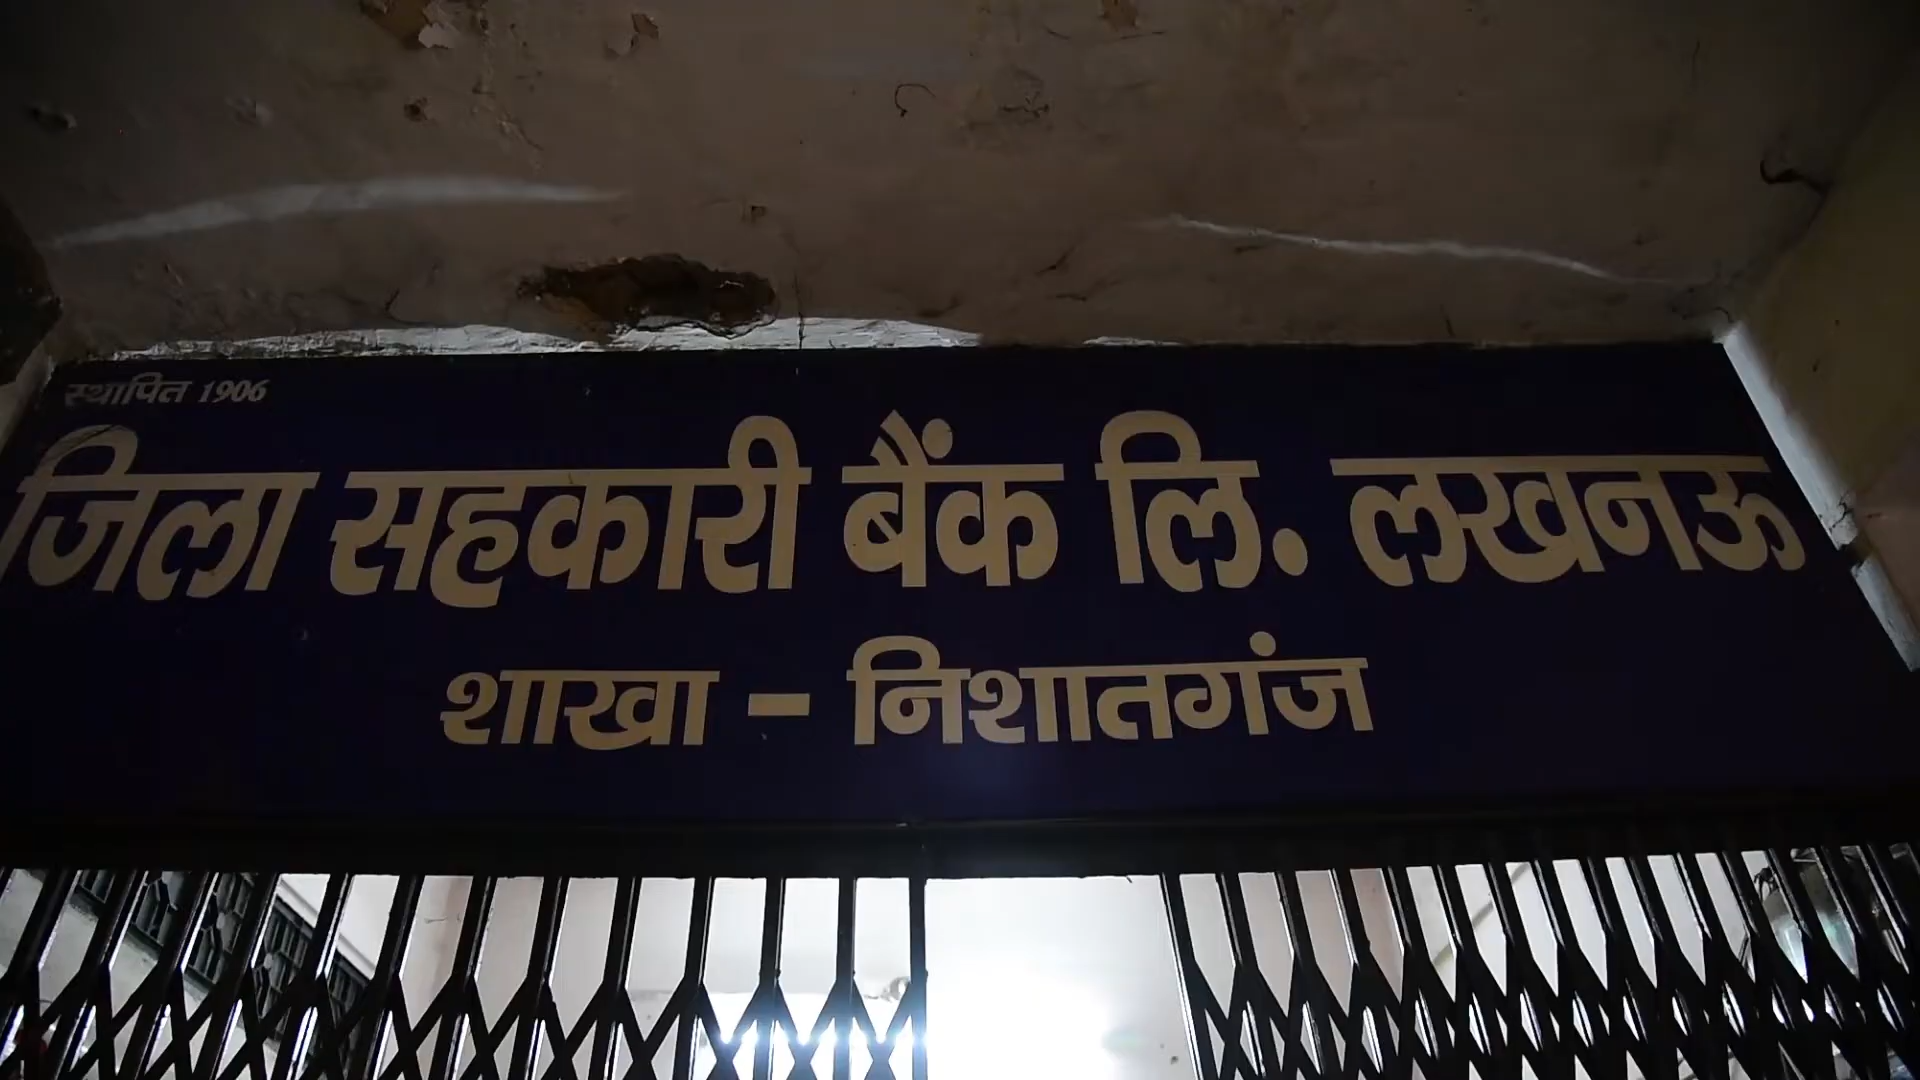 स्थापित 1906
जिला सहकारी बैंक लि. लखनऊ
शाखा - निशातगंज